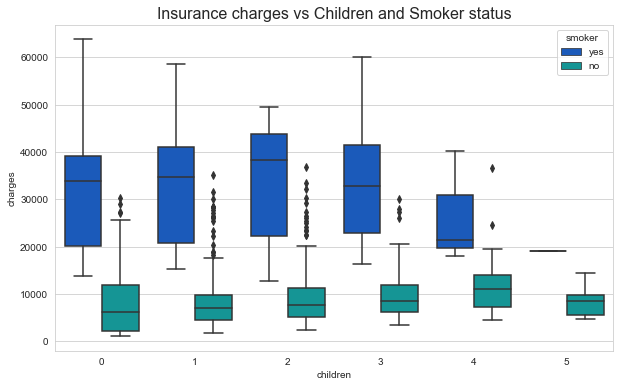 Insurance charges vs Children and Smoker status
smoker
yes
no
60000
50000
40000
30000
20000
10000
0
charges
0 1 2 3 4 5
children